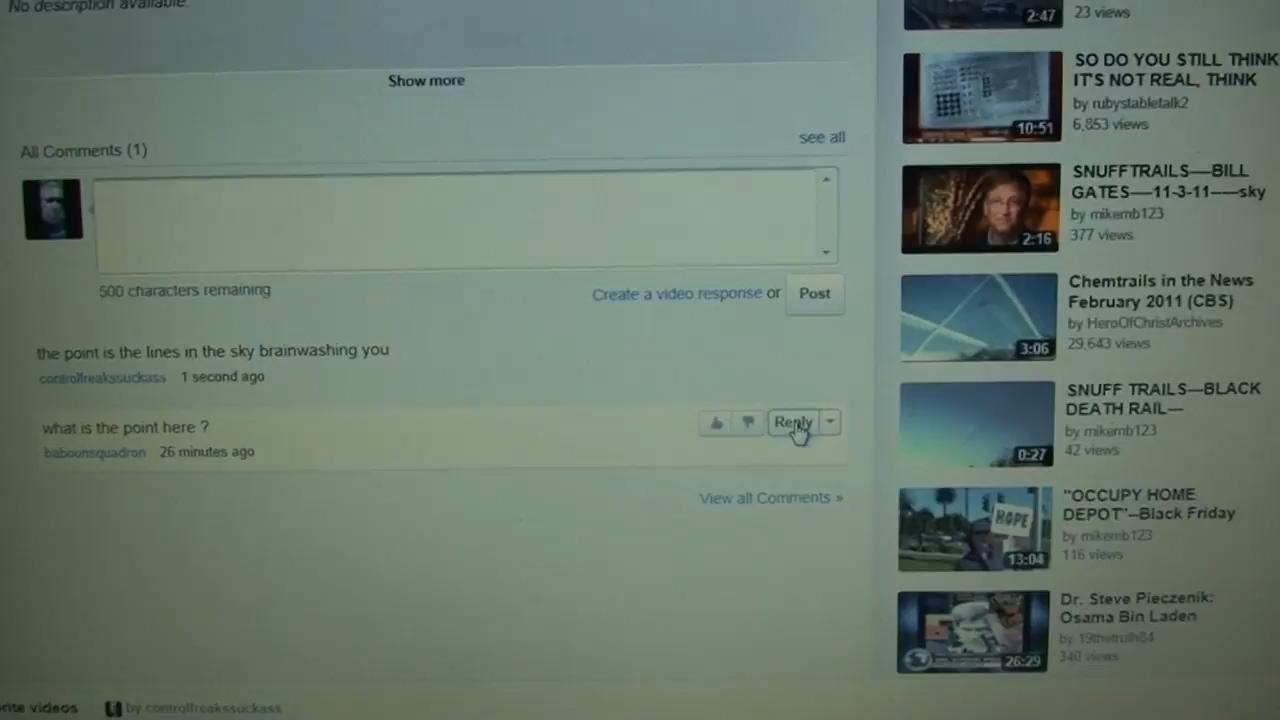 No description available.
Show more
All Comments (1)
see all
500 characters remaining
Create a video response or
Post
the point is the lines in the sky brainwashing you
controlfreakssuckass 1 second ago
what is the point here ?
Reply
baboonsquadron 26 minutes ago
View all Comments »
rite videos
by controlfreakssuckass
2:47
23 views
SO DO YOU STILL THINK
IT'S NOT REAL, THINK
by rubystabletalk2
6,853 views
10:51
SNUFFTRAILS----BILL
GATES----11-3-11-----sky
by mikemb123
377 views
2:16
Chemtrails in the News
February 2011 (CBS)
by HeroOfChristArchives
29,643 views
3:06
SNUFF TRAILS---BLACK
DEATH RAIL---
by mikemb123
42 views
0:27
"OCCUPY HOME
DEPOT"--Black Friday
by mikemb123
116 views
HOPE
13:04
Dr. Steve Pieczenik:
Osama Bin Laden
by 19thetruth84
340 views
26:29